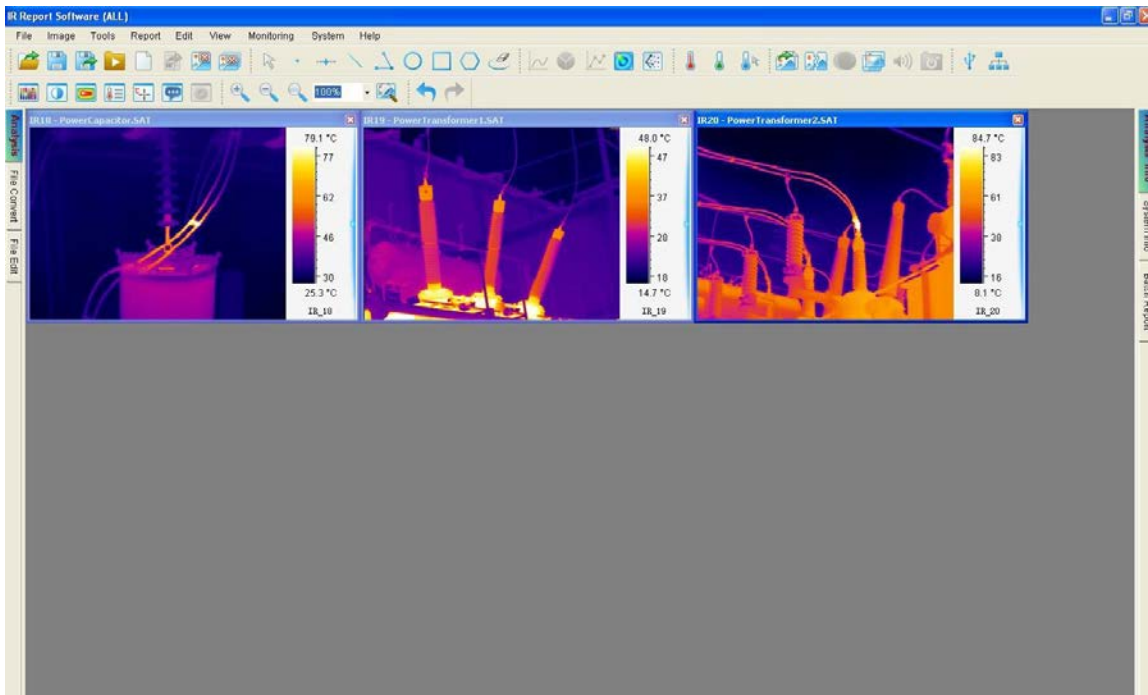 IR Report Software (ALL)
File Image Tools Report Edit View Monitoring System Help
100%
Analysis
File Convert
File Edit
IR18 - PowerCapacitor.SAT
79.1 °C
77
62
46
30
25.3 °C
IR_18
IR19 - PowerTransformer1.SAT
48.0 °C
47
37
28
18
14.7 °C
IR_19
IR20 - PowerTransformer2.SAT
84.7 °C
83
61
38
16
8.1 °C
IR_20